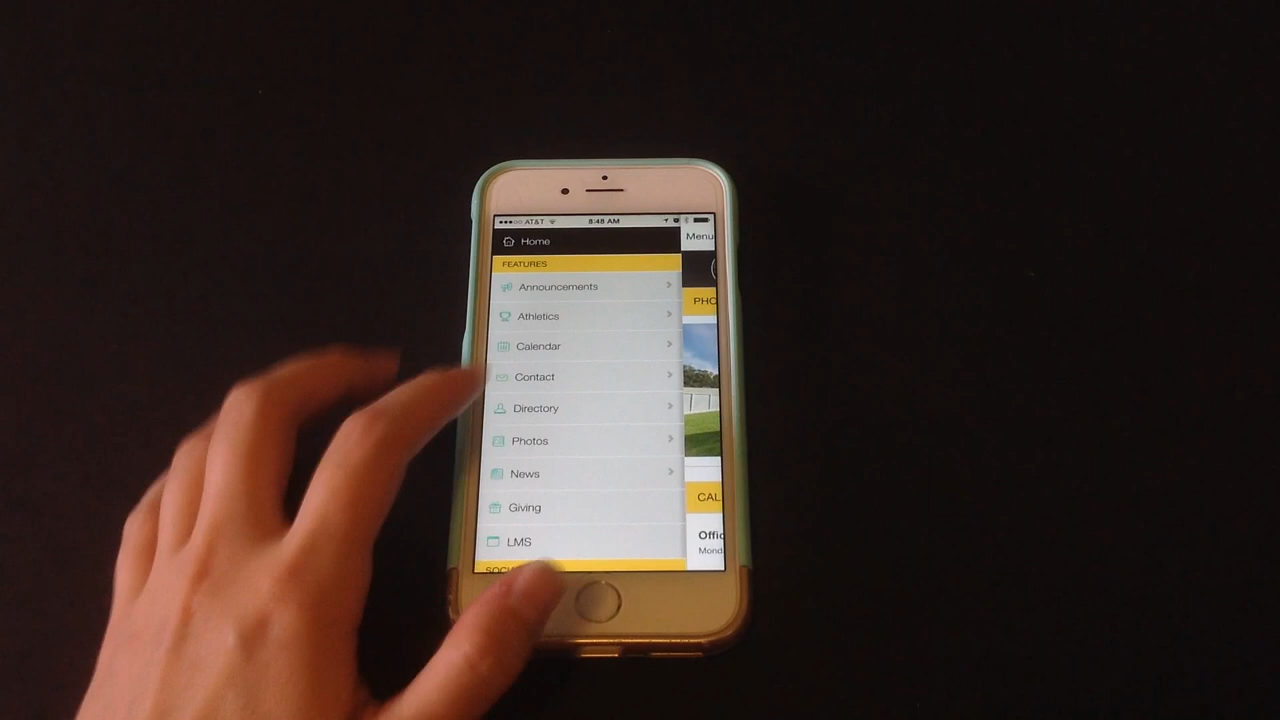 AT&T 8:48 AM
Home
Menu
FEATURES
Announcements
Athletics
PHO
Calendar
Contact
Directory
Photos
News
CAL
Giving
Offic
LMS
Mond
SOCI